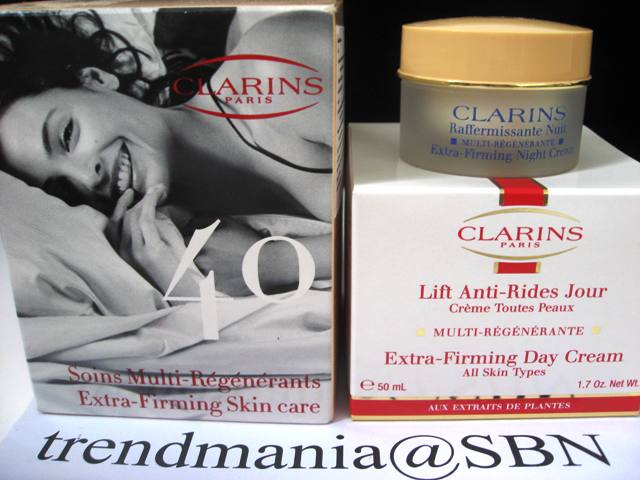 CLARINS
PARIS
40
Soins Multi-Régénérants
Extra-Firming Skin care
CLARINS
Raffermissante Nuit
MULTI-RÉGÉNÉRANTE
Extra-Firming Night Cream
CLARINS
PARIS
Lift Anti-Rides Jour
Crème Toutes Peaux
MULTI-RÉGÉNÉRANTE
Extra-Firming Day Cream
All Skin Types
e 50 mL 1.7 Oz. Net Wt.
AUX EXTRAITS DE PLANTES
trendmania@SBN